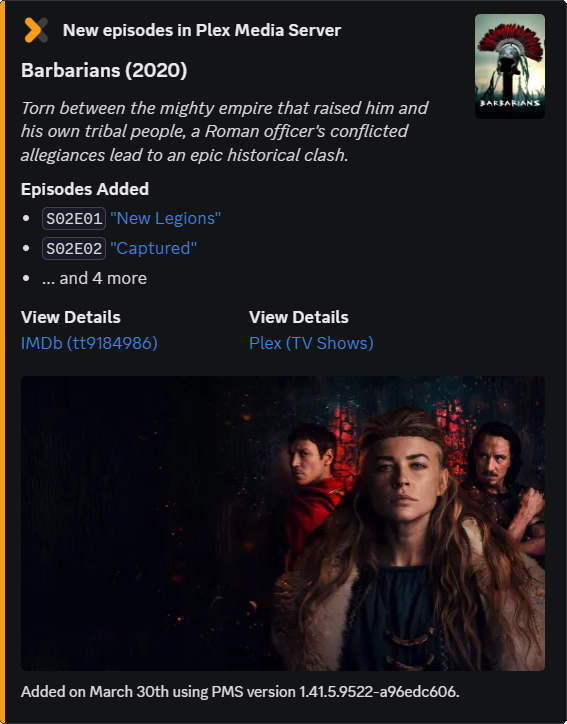 New episodes in Plex Media Server
Barbarians (2020)
BARBARIANS
Torn between the mighty empire that raised him and
his own tribal people, a Roman officer's conflicted
allegiances lead to an epic historical clash.
Episodes Added
• S02E01 "New Legions"
• S02E02 "Captured"
• ... and 4 more
View Details
IMDb (tt9184986)
View Details
Plex (TV Shows)
Added on March 30th using PMS version 1.41.5.9522-a96edc606.